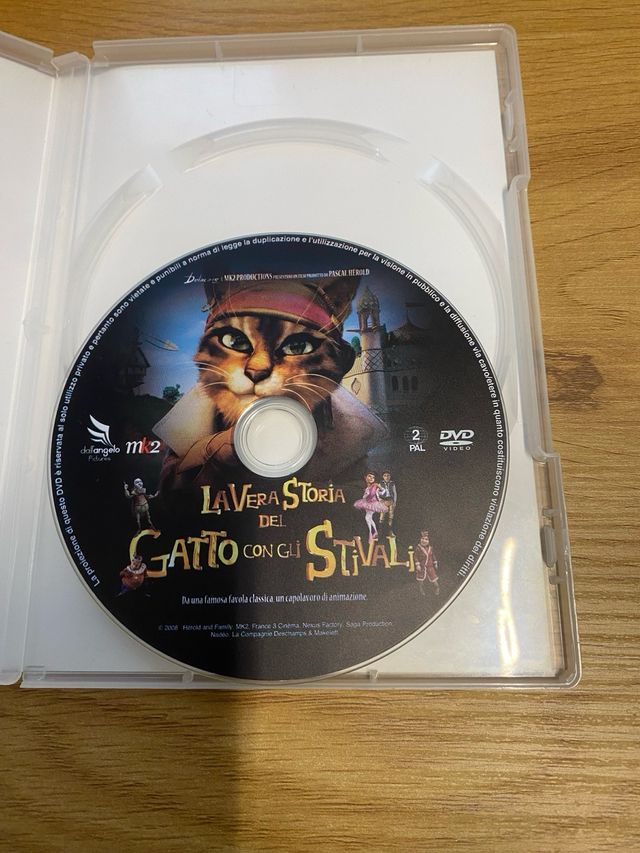 La proiezione di questo DVD è riservata al solo utilizzo privato e pertanto sono vietate e punibili a norma di legge la duplicazione e l'utilizzazione per la visione in pubblico e la diffusione via cavo/etere in quanto costituiscono violazione dei diritti.
MK2 PRODUCTIONS PRESENTANO UN FILM PRODOTTO DA PASCAL HEROLD
dall'angelo
Pictures
mk2
2
PAL
DVD
VIDEO
LA VERA STORIA
DEL
GATTO CON GLI STIVALI
Da una famosa favola classica, un capolavoro di animazione.
© 2008 Herold and Family, MK2, France 3 Cinéma, Nexus Factory, Saga Production,
Nadéo, La Compagnie Deschamps & Makeïeff.